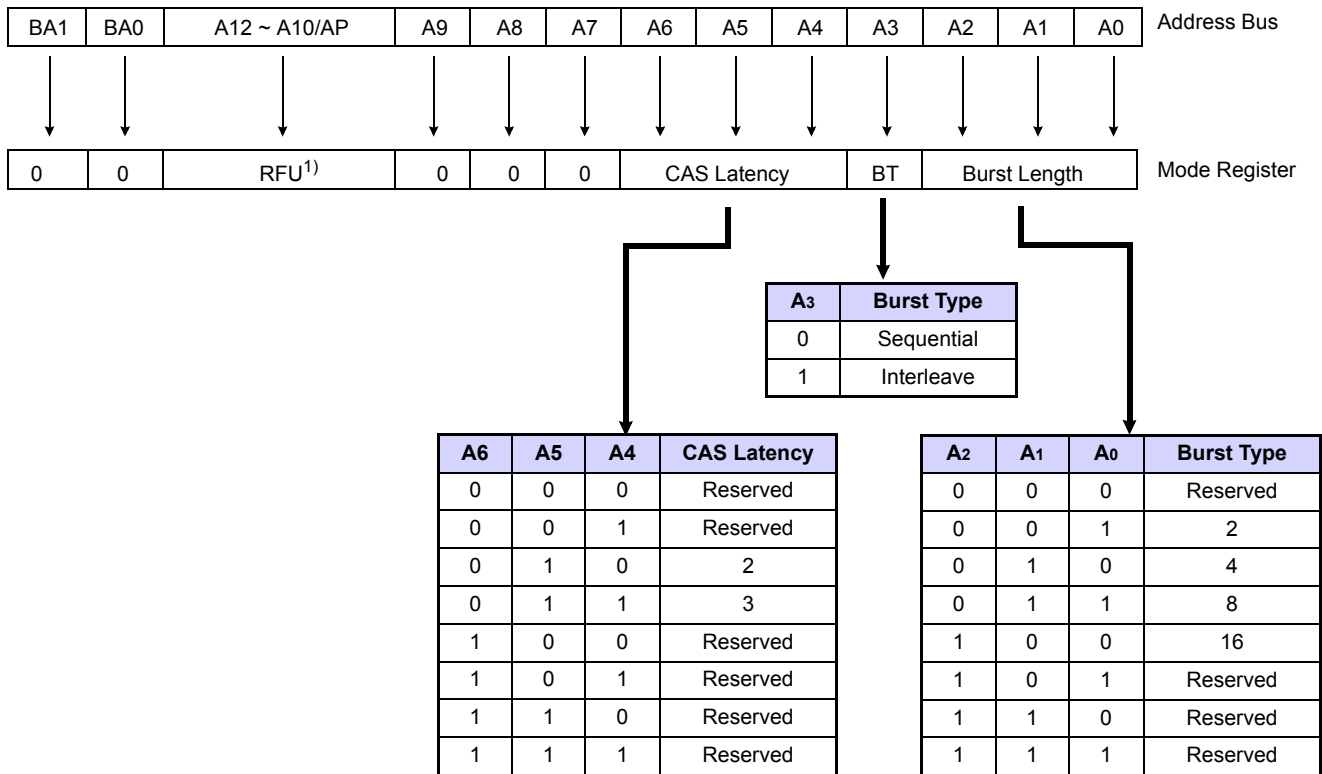 BA1 BA0 A12 ~ A10/AP A9 A8 A7 A6 A5 A4 A3 A2 A1 A0 Address Bus
0 0 RFU1) 0 0 0 CAS Latency BT Burst Length Mode Register
A3 Burst Type
0 Sequential
1 Interleave
A6 A5 A4 CAS Latency
0 0 0 Reserved
0 0 1 Reserved
0 1 0 2
0 1 1 3
1 0 0 Reserved
1 0 1 Reserved
1 1 0 Reserved
1 1 1 Reserved
A2 A1 A0 Burst Type
0 0 0 Reserved
0 0 1 2
0 1 0 4
0 1 1 8
1 0 0 16
1 0 1 Reserved
1 1 0 Reserved
1 1 1 Reserved